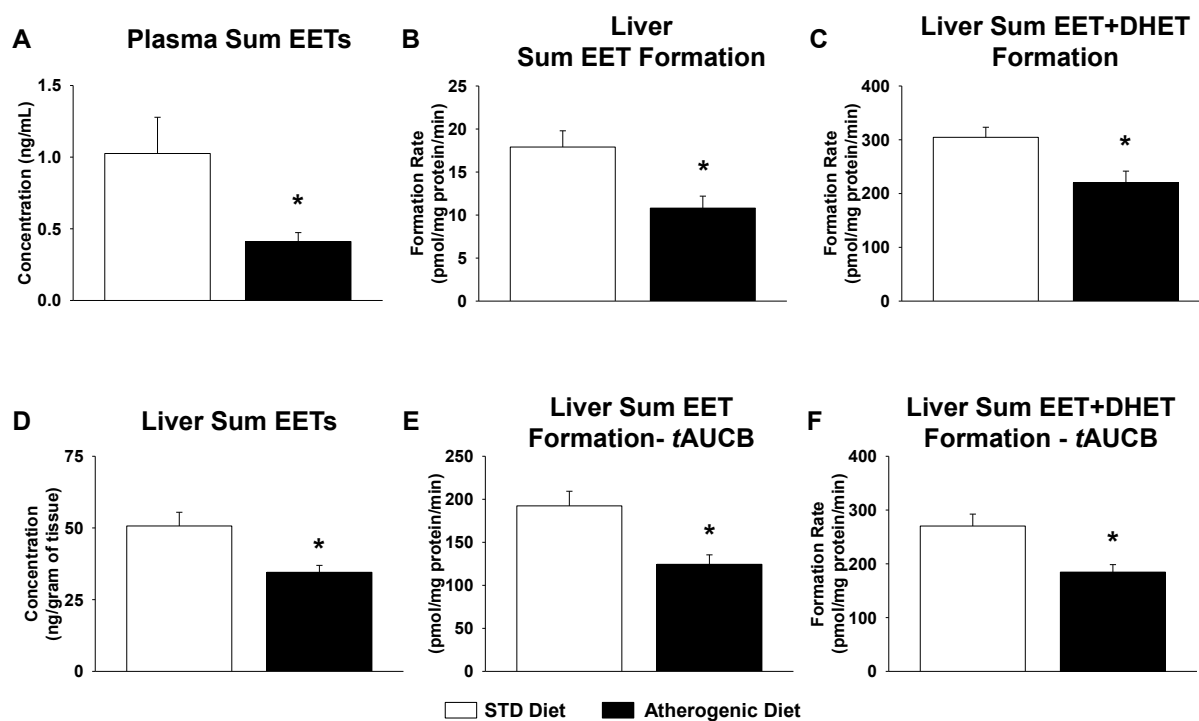 A
Plasma Sum EETs
Concentration (ng/mL)
1.5
1.0
0.5
0.0
*
B
Liver
Sum EET Formation
Formation Rate
(pmol/mg protein/min)
25
20
15
10
5
0
*
C
Liver Sum EET+DHET
Formation
Formation Rate
(pmol/mg protein/min)
400
300
200
100
0
*
D
Liver Sum EETs
Concentration
(ng/gram of tissue)
75
50
25
0
*
E
Liver Sum EET
Formation- tAUCB
Formation Rate
(pmol/mg protein/min)
250
200
150
100
50
0
*
F
Liver Sum EET+DHET
Formation - tAUCB
Formation Rate
(pmol/mg protein/min)
400
300
200
100
0
*
STD Diet
Atherogenic Diet